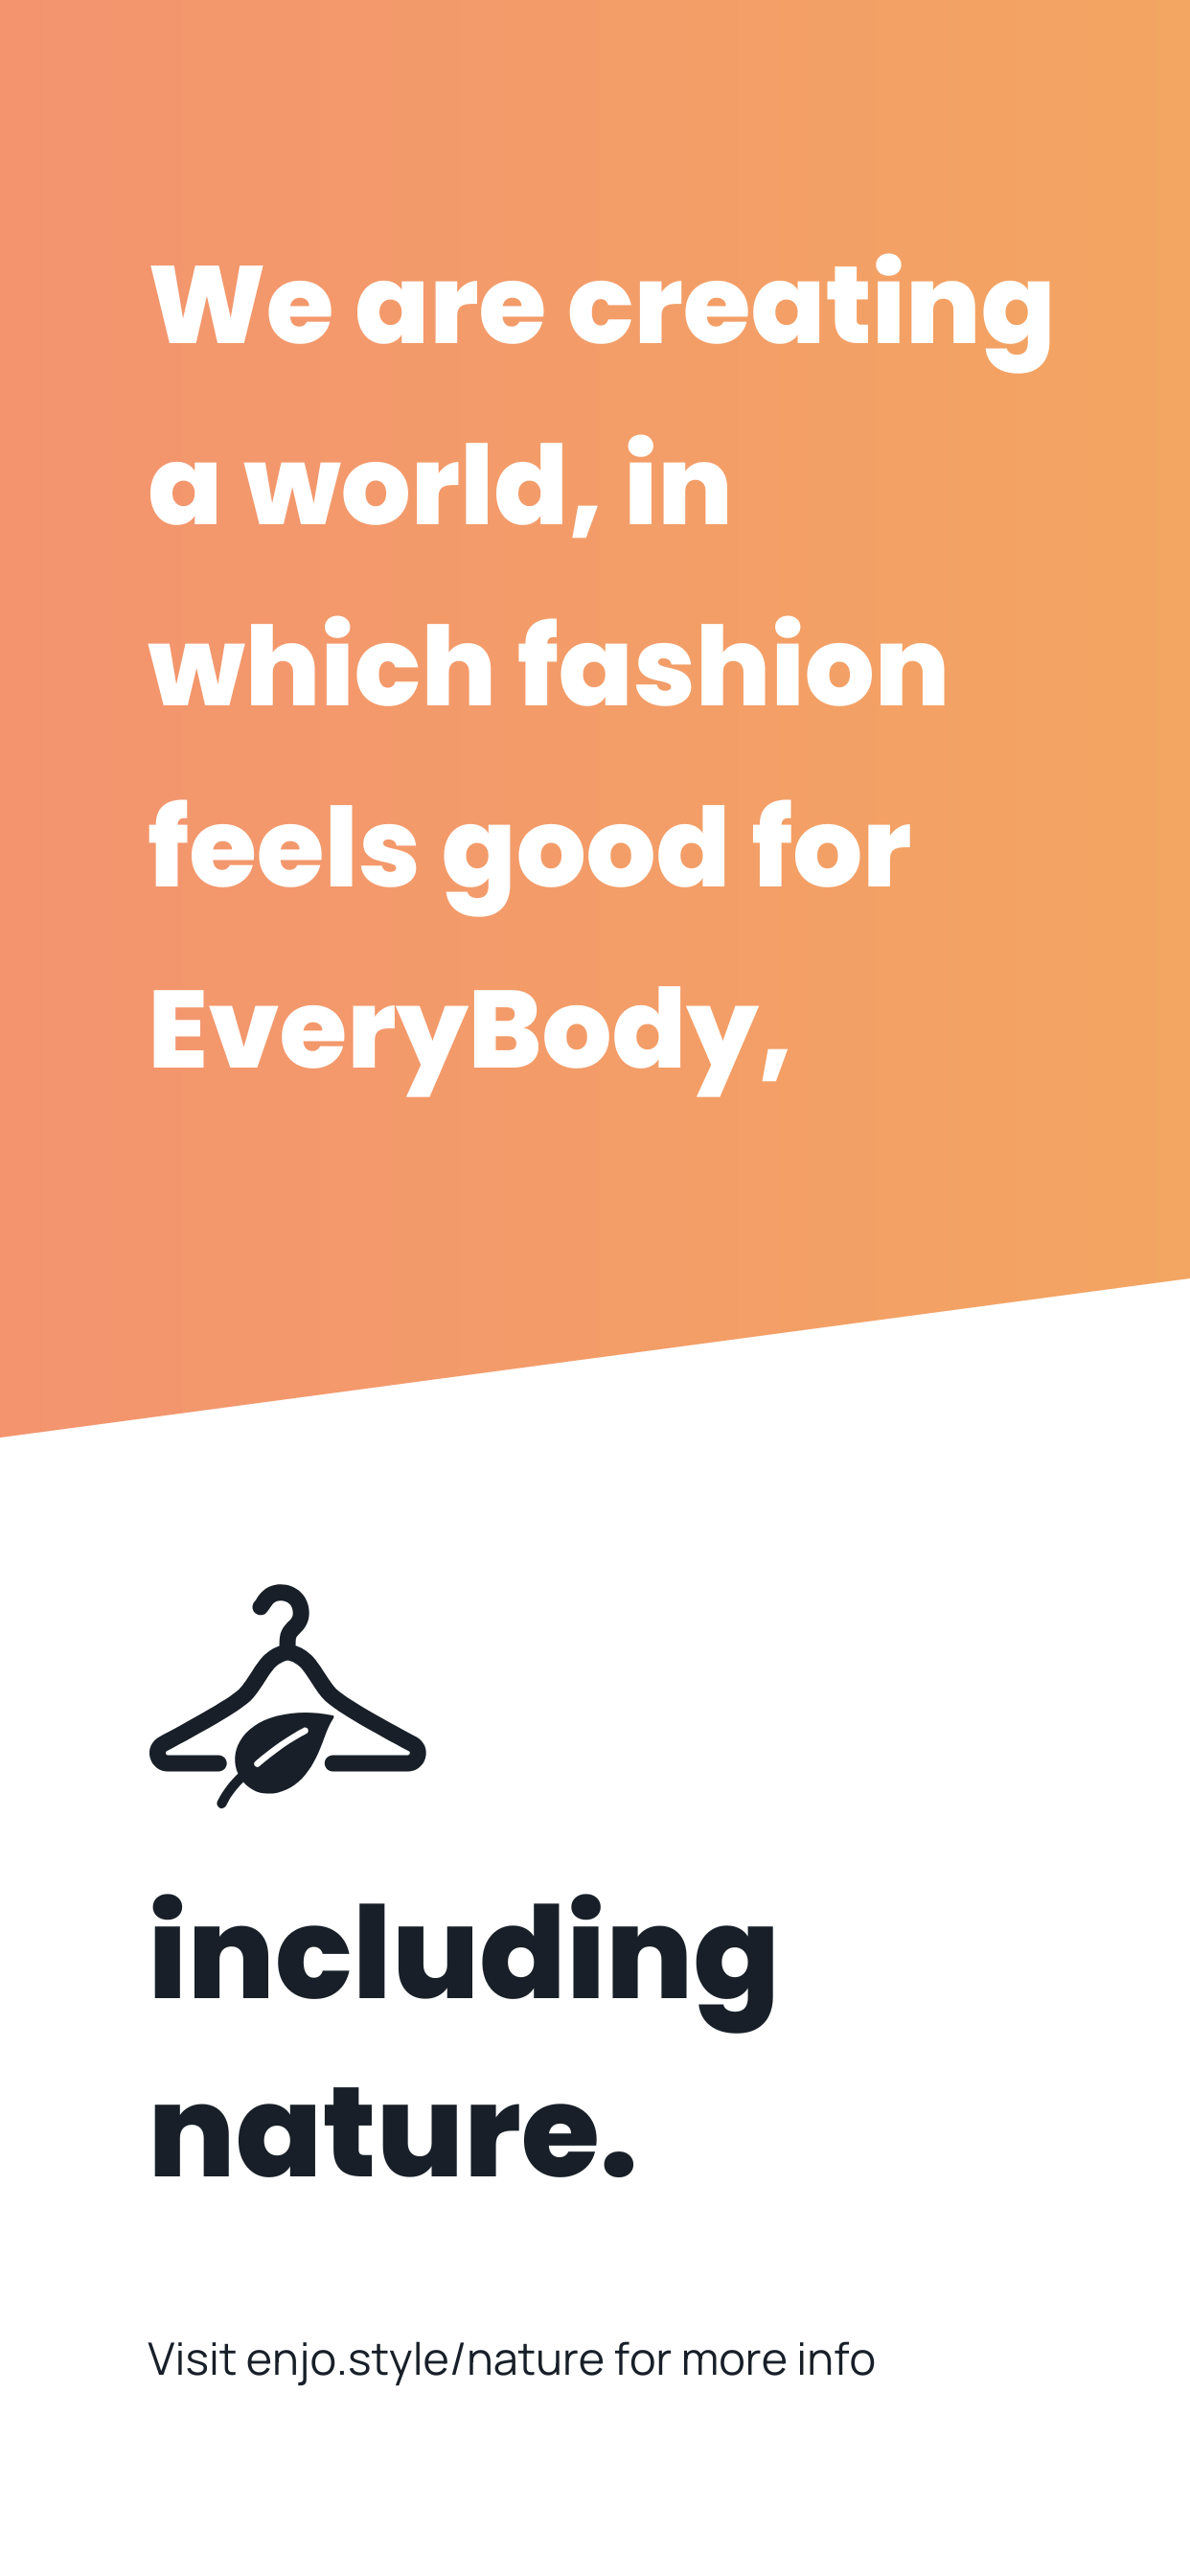 We are creating
a world, in
which fashion
feels good for
EveryBody,
including
nature.
Visit enjo.style/nature for more info